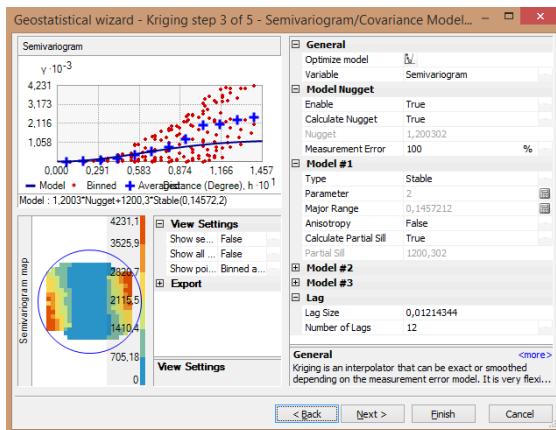 Geostatistical wizard - Kriging step 3 of 5 - Semivariogram/Covariance Model...
Semivariogram
γ ·10⁻³
4,231
3,173
2,116
1,058
0,000 0,291 0,583 0,874 1,166 1,457
Distance (Degree), h ·10 1
Model Binned Averaged
Model : 1,2003*Nugget+1200,3*Stable(0,14572,2)
Semivariogram map
4231,1
3525,9
2820,7
2115,5
1410,4
705,18
0
View Settings
Show se... False
Show all ... False
Show poi... Binned a...
Export
View Settings
General
Optimize model
Variable Semivariogram
Model Nugget
Enable True
Calculate Nugget True
Nugget 1,200302
Measurement Error 100 %
Model #1
Type Stable
Parameter 2
Major Range 0,1457212
Anisotropy False
Calculate Partial Sill True
Partial Sill 1200,302
Model #2
Model #3
Lag
Lag Size 0,01214344
Number of Lags 12
General <more>
Kriging is an interpolator that can be exact or smoothed
depending on the measurement error model. It is very flexi...
< Back Next > Finish Cancel